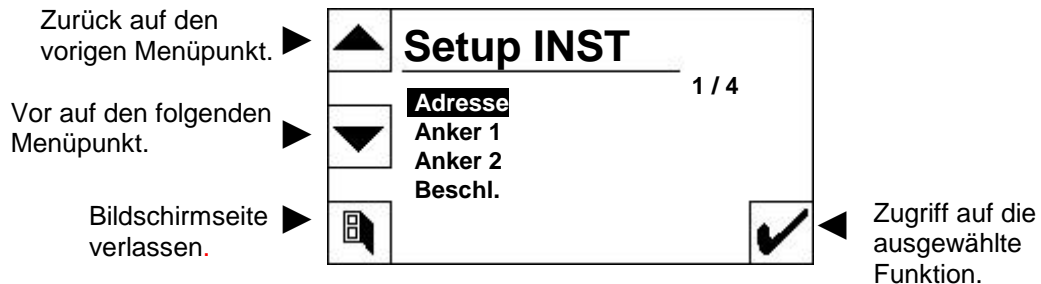 Zurück auf den
vorigen Menüpunkt.
Vor auf den folgenden
Menüpunkt.
Bildschirmseite
verlassen.
Setup INST
1 / 4
Adresse
Anker 1
Anker 2
Beschl.
Zugriff auf die
ausgewählte
Funktion.